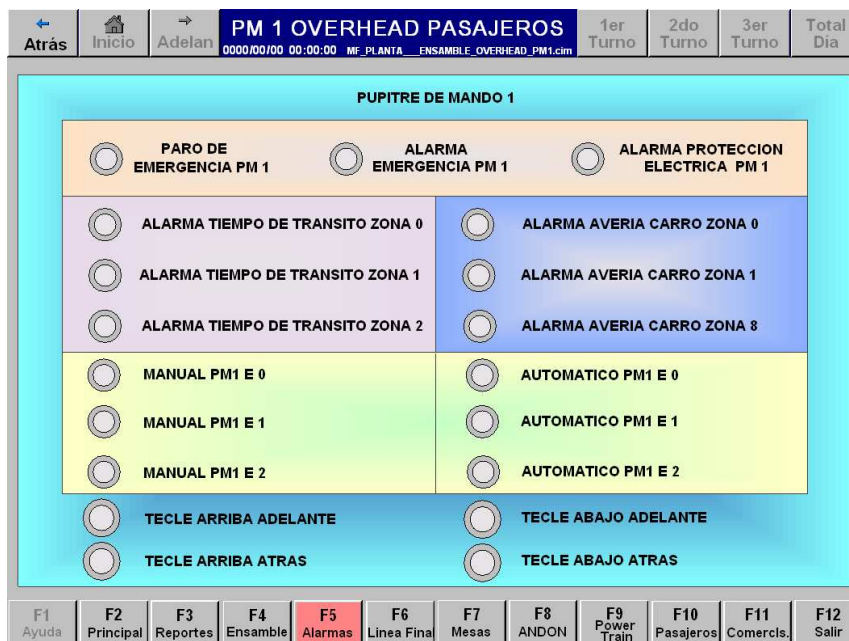 Atrás
Inicio
Adelan
PM 1 OVERHEAD PASAJEROS
0000/00/00 00:00:00 MF_PLANTA___ENSAMBLE_OVERHEAD_PM1.cim
1er
Turno
2do
Turno
3er
Turno
Total
Dia
PUPITRE DE MANDO 1
PARO DE
EMERGENCIA PM 1
ALARMA
EMERGENCIA PM 1
ALARMA PROTECCION
ELECTRICA PM 1
ALARMA TIEMPO DE TRANSITO ZONA 0
ALARMA AVERIA CARRO ZONA 0
ALARMA TIEMPO DE TRANSITO ZONA 1
ALARMA AVERIA CARRO ZONA 1
ALARMA TIEMPO DE TRANSITO ZONA 2
ALARMA AVERIA CARRO ZONA 8
MANUAL PM1 E 0
AUTOMATICO PM1 E 0
MANUAL PM1 E 1
AUTOMATICO PM1 E 1
MANUAL PM1 E 2
AUTOMATICO PM1 E 2
TECLE ARRIBA ADELANTE
TECLE ABAJO ADELANTE
TECLE ARRIBA ATRAS
TECLE ABAJO ATRAS
F1
Ayuda
F2
Principal
F3
Reportes
F4
Ensamble
F5
Alarmas
F6
Linea Final
F7
Mesas
F8
ANDON
F9
Power
Train
F10
Pasajeros
F11
Comercls.
F12
Salir